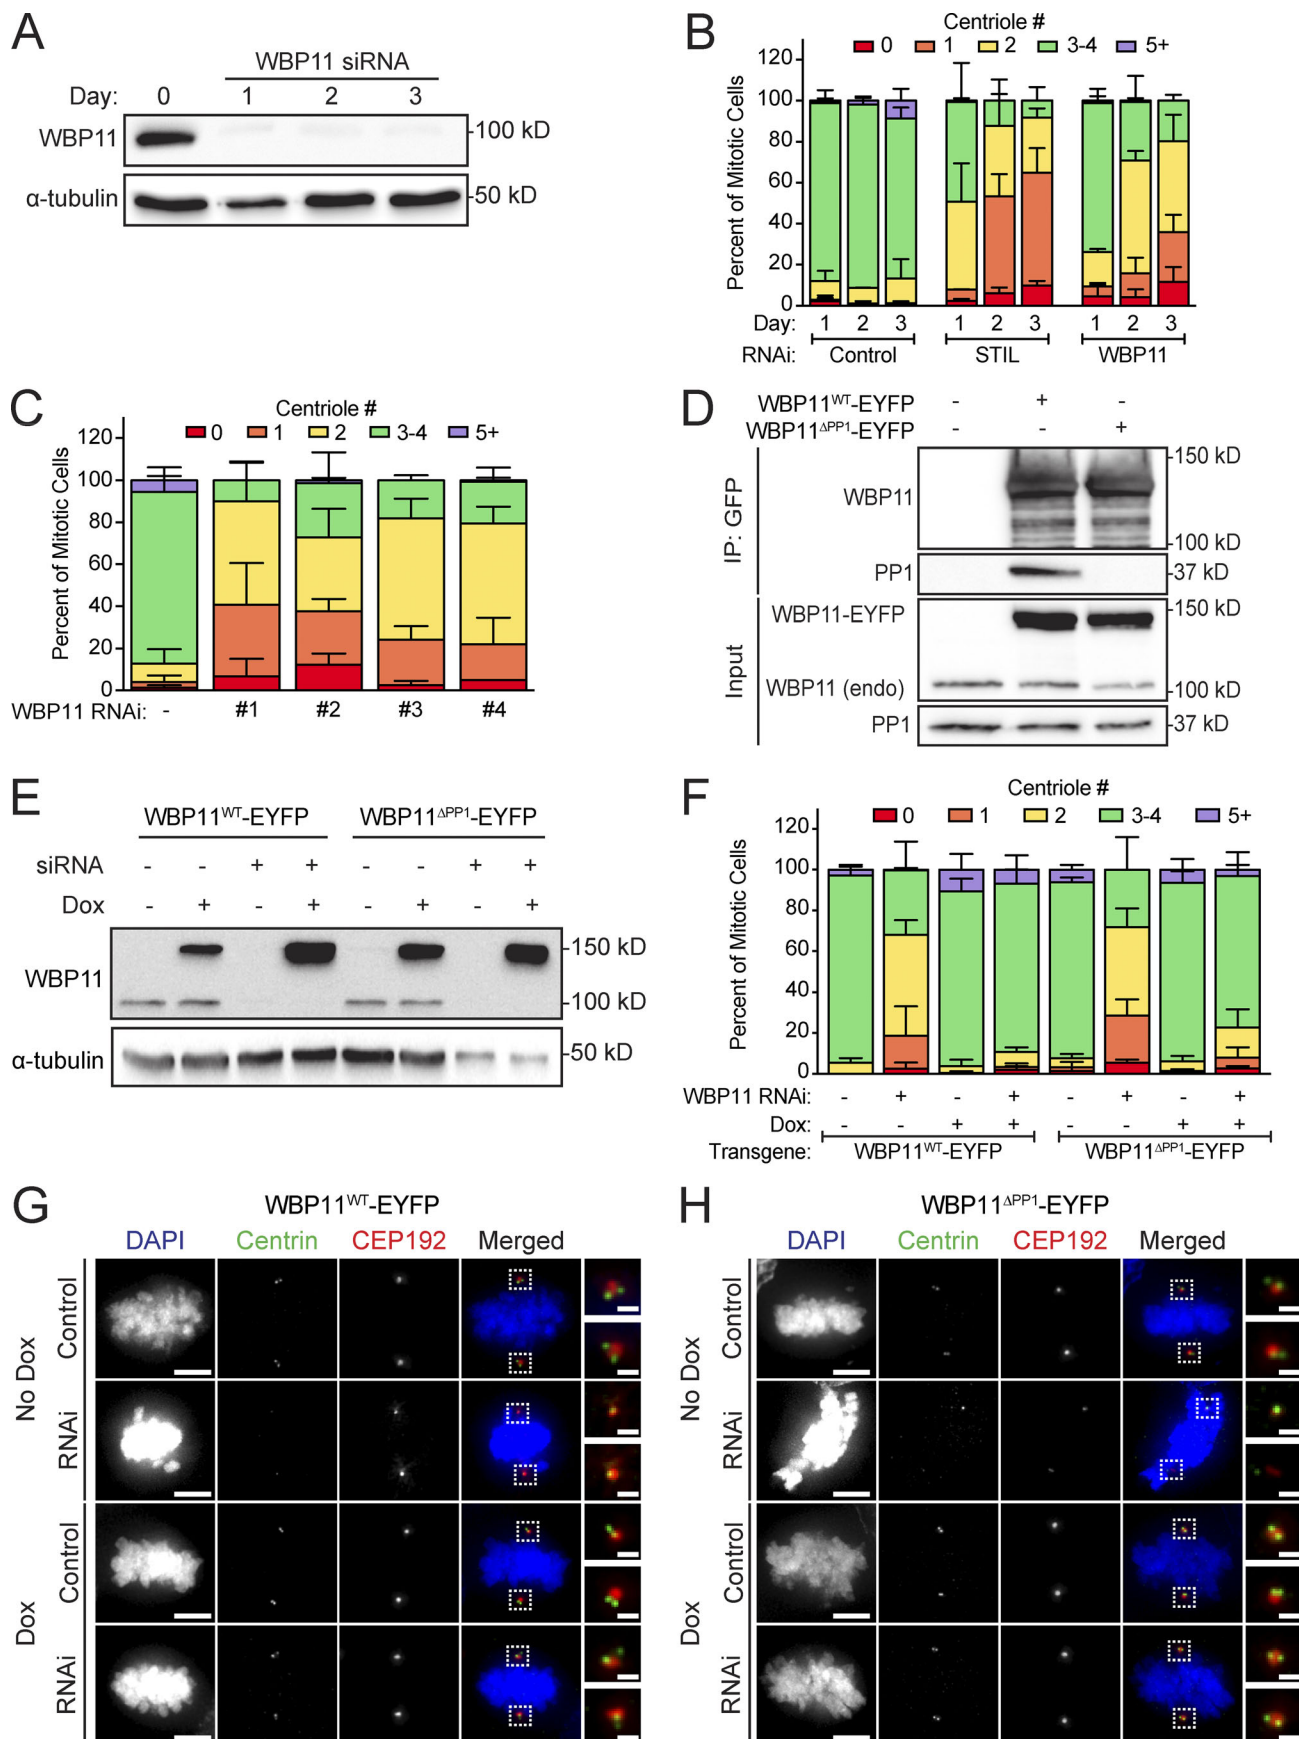 A
WBP11 siRNA
Day: 0 1 2 3
WBP11
-100 kD
α-tubulin
-50 kD
B
Centriole #
0 1 2 3-4 5+
Percent of Mitotic Cells
120
100
80
60
40
20
0
Day: 1 2 3 1 2 3 1 2 3
RNAi: Control STIL WBP11
C
Centriole #
0 1 2 3-4 5+
Percent of Mitotic Cells
120
100
80
60
40
20
0
WBP11 RNAi: - #1 #2 #3 #4
D
WBP11WT-EYFP - + -
WBP11ΔPP1-EYFP - - +
IP: GFP
WBP11
-150 kD
-100 kD
PP1
-37 kD
Input
WBP11-EYFP
-150 kD
WBP11 (endo)
-100 kD
PP1
-37 kD
E
WBP11WT-EYFP WBP11ΔPP1-EYFP
siRNA - - + + - - + +
Dox - + - + - + - +
WBP11
-150 kD
-100 kD
α-tubulin
-50 kD
F
Centriole #
0 1 2 3-4 5+
Percent of Mitotic Cells
120
100
80
60
40
20
0
WBP11 RNAi: - + - + - + - +
Dox: - - + + - - + +
Transgene: WBP11WT-EYFP WBP11ΔPP1-EYFP
G
WBP11WT-EYFP
DAPI Centrin CEP192 Merged
No Dox
Control
RNAi
Dox
Control
RNAi
H
WBP11ΔPP1-EYFP
DAPI Centrin CEP192 Merged
No Dox
Control
RNAi
Dox
Control
RNAi